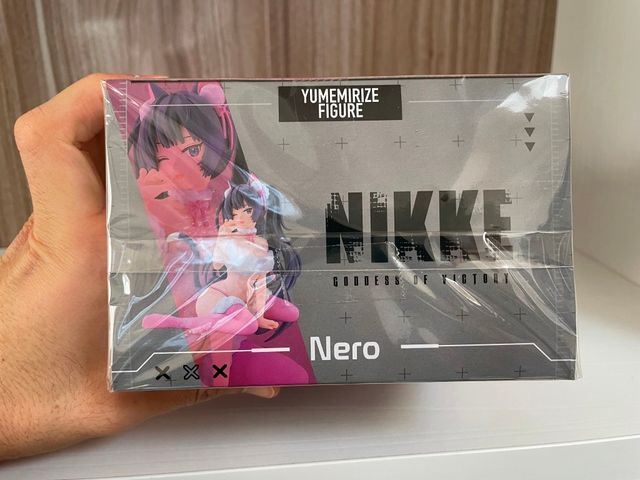 YUMEMIRIZE
FIGURE
NIKKE
GODDESS OF VICTORY
Nero